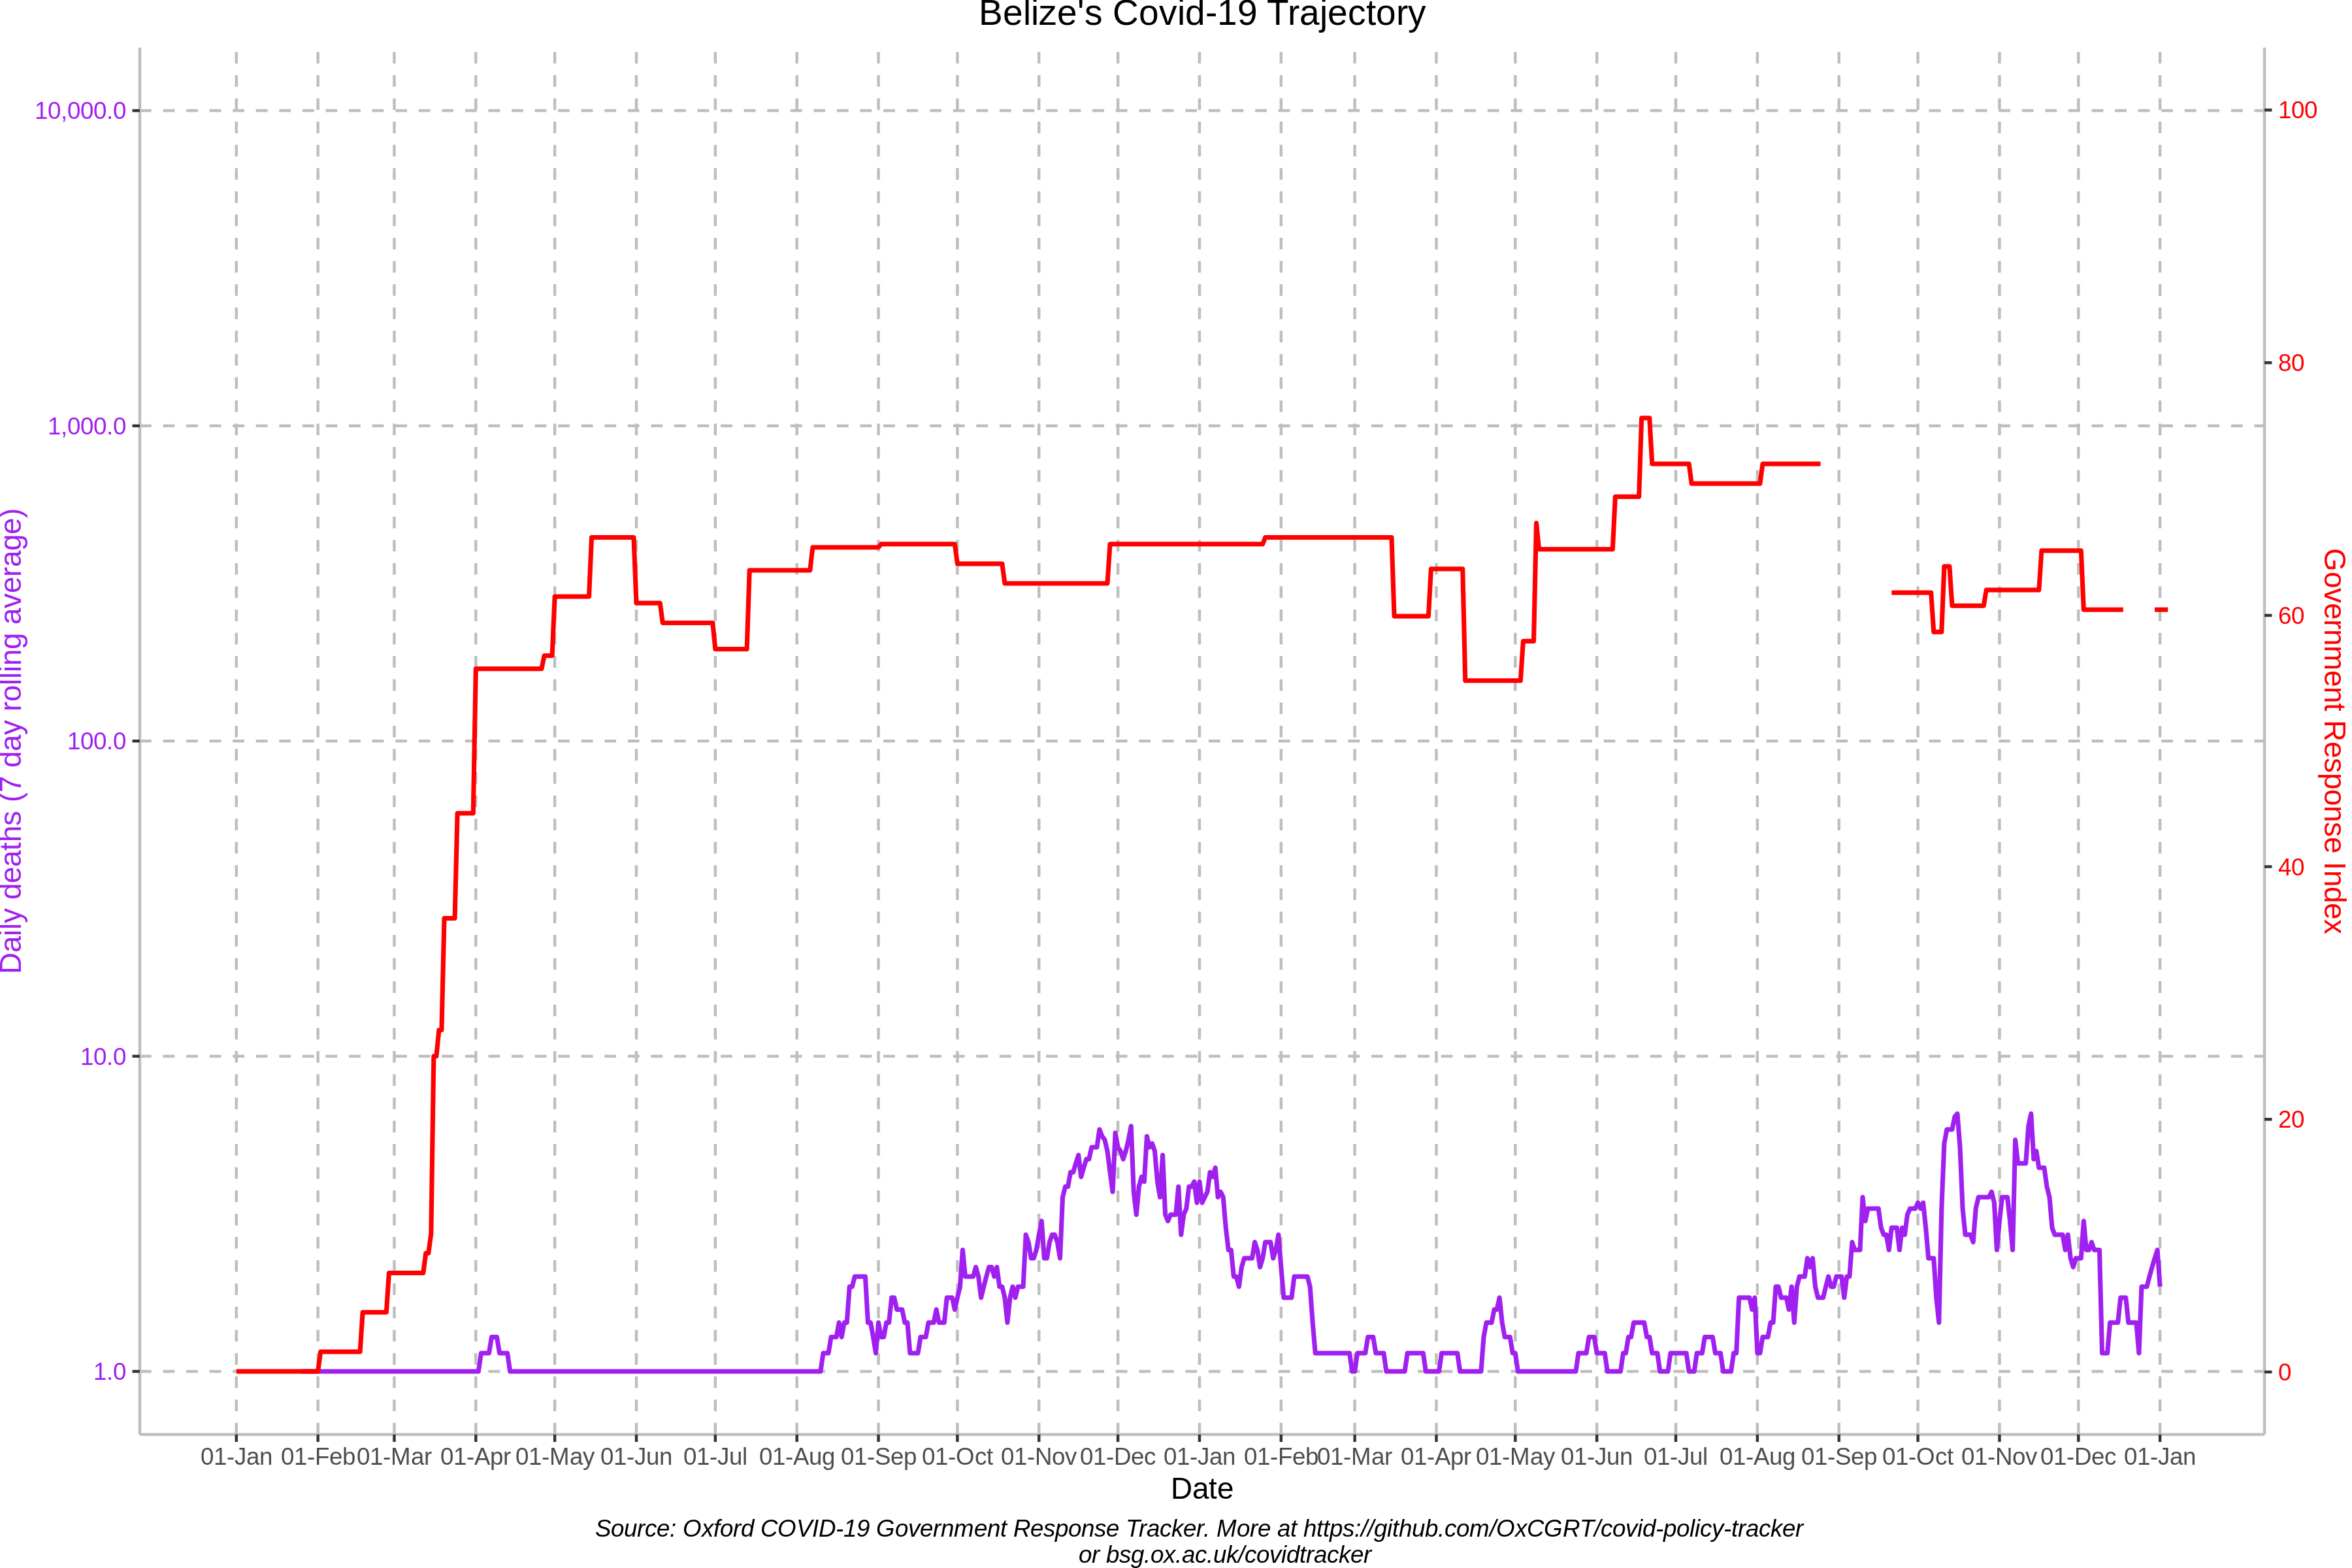 Belize's Covid-19 Trajectory
10,000.0
1,000.0
100.0
10.0
1.0
Daily deaths (7 day rolling average)
100
80
60
40
20
0
Government Response Index
01-Jan 01-Feb 01-Mar 01-Apr 01-May 01-Jun 01-Jul 01-Aug 01-Sep 01-Oct 01-Nov 01-Dec 01-Jan 01-Feb 01-Mar 01-Apr 01-May 01-Jun 01-Jul 01-Aug 01-Sep 01-Oct 01-Nov 01-Dec 01-Jan
Date
Source: Oxford COVID-19 Government Response Tracker. More at https://github.com/OxCGRT/covid-policy-tracker
or bsg.ox.ac.uk/covidtracker